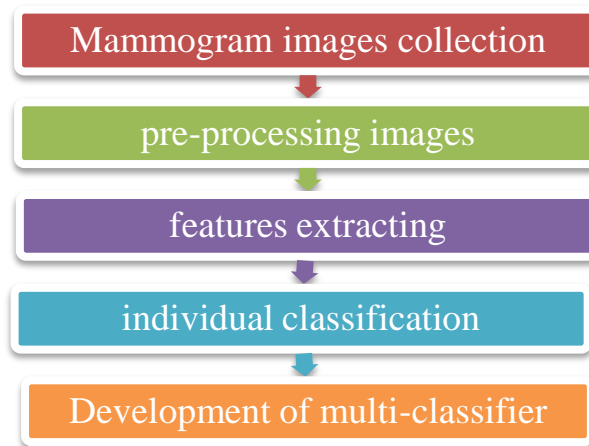 Mammogram images collection
pre-processing images
features extracting
individual classification
Development of multi-classifier